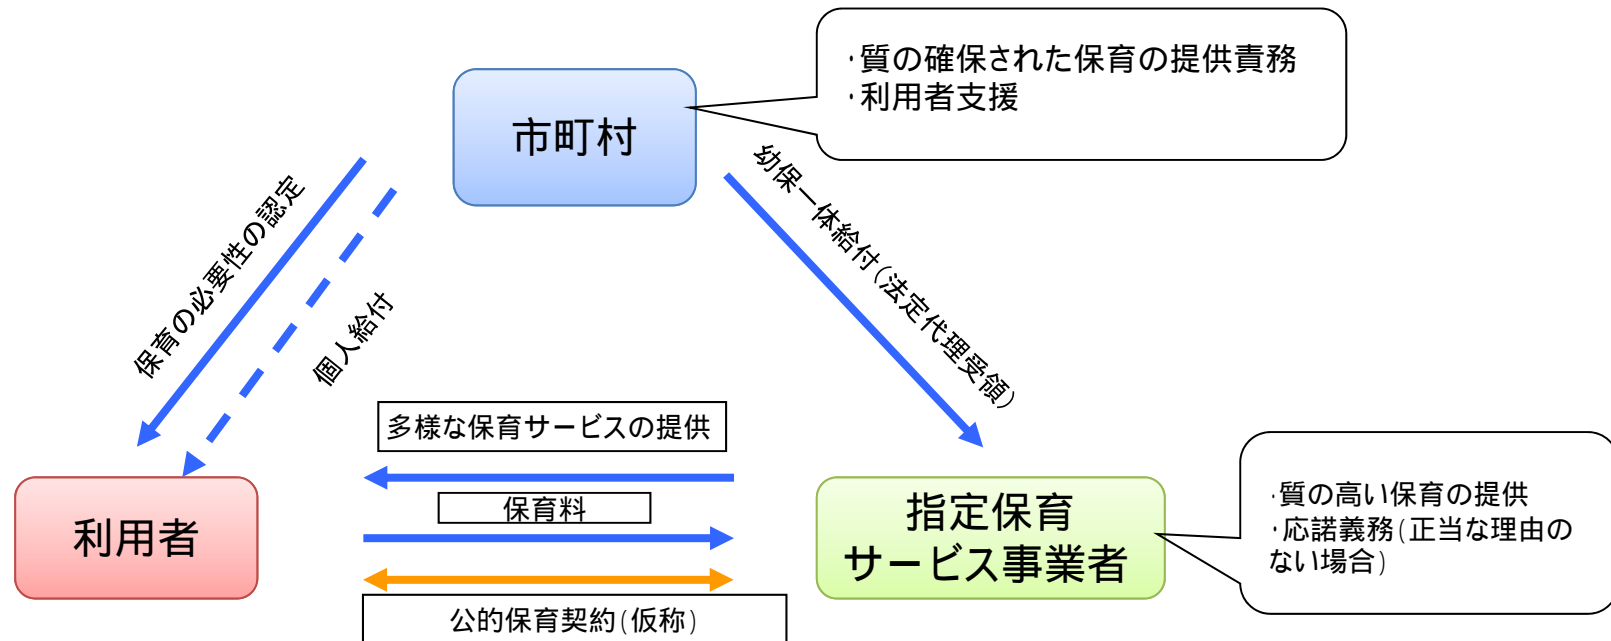 ・質の確保された保育の提供責務
・利用者支援
市町村
保育の必要性の認定
個人給付
幼保一体給付(法定代理受領)
多様な保育サービスの提供
保育料
公的保育契約(仮称)
利用者
指定保育
サービス事業者
・質の高い保育の提供
・応諾義務(正当な理由の
ない場合)